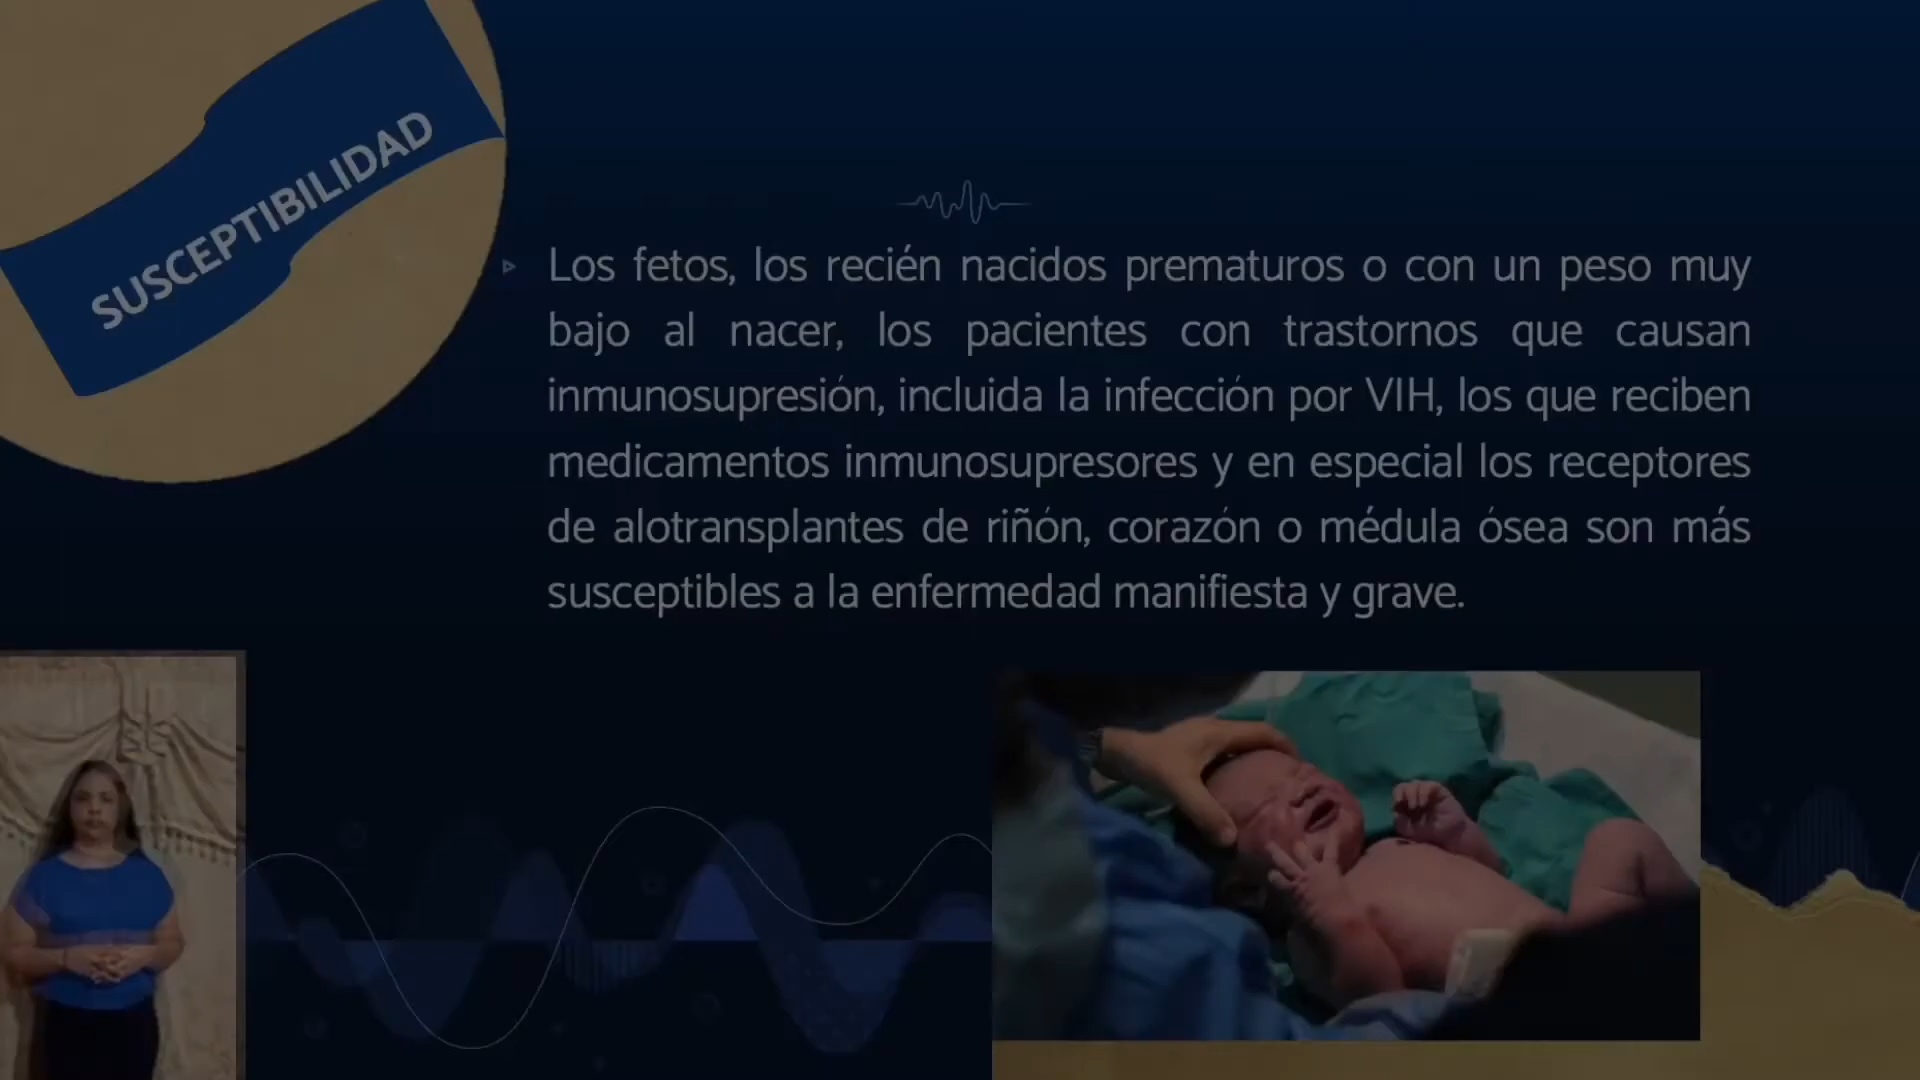 SUSCEPTIBILIDAD
Los fetos, los recién nacidos prematuros o con un peso muy
bajo al nacer, los pacientes con trastornos que causan
inmunosupresión, incluida la infección por VIH, los que reciben
medicamentos inmunosupresores y en especial los receptores
de alotransplantes de riñón, corazón o médula ósea son más
susceptibles a la enfermedad manifiesta y grave.